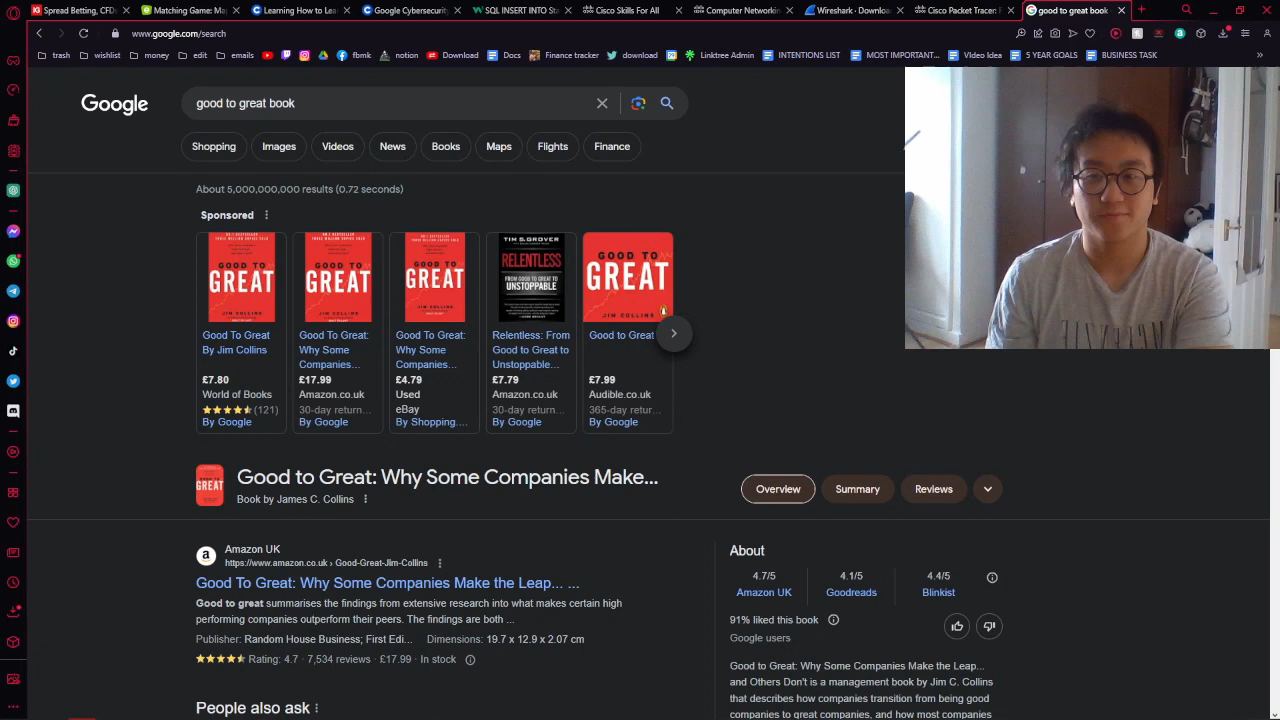 Spread Betting, CFD
Matching Game: Ma
Learning How to Lea
Google Cybersecurity
SQL INSERT INTO Sta
Cisco Skills For All
Computer Networkin
Wireshark · Downloa
Cisco Packet Tracer: F
good to great book
www.google.com/search
trash
wishlist
money
edit
emails
fbmk
notion
Download
Docs
Finance tracker
download
Linktree Admin
INTENTIONS LIST
MOST IMPORTANT...
VIdeo Idea
5 YEAR GOALS
BUSINESS TASK
Google
good to great book
Shopping
Images
Videos
News
Books
Maps
Flights
Finance
About 5,000,000,000 results (0.72 seconds)
Sponsored
GOOD TO
GREAT
JIM COLLINS
Good To Great
By Jim Collins
£7.80
World of Books
(121)
By Google
GOOD TO
GREAT
JIM COLLINS
Good To Great:
Why Some
Companies...
£17.99
Amazon.co.uk
30-day return...
By Google
GOOD TO
GREAT
JIM COLLINS
Good To Great:
Why Some
Companies...
£4.79
Used
eBay
By Shopping....
TIM S. GROVER
RELENTLESS
FROM GOOD TO GREAT TO
UNSTOPPABLE
Relentless: From
Good to Great to
Unstoppable...
£7.79
Amazon.co.uk
30-day return...
By Google
GOOD TO
GREAT
JIM COLLINS
Good to Great
£7.99
Audible.co.uk
365-day retur...
By Google
GREAT
Good to Great: Why Some Companies Make...
Book by James C. Collins
Overview
Summary
Reviews
Amazon UK
https://www.amazon.co.uk › Good-Great-Jim-Collins
Good To Great: Why Some Companies Make the Leap... ...
Good to great summarises the findings from extensive research into what makes certain high
performing companies outperform their peers. The findings are both ...
Publisher: Random House Business; First Edi... Dimensions: 19.7 x 12.9 x 2.07 cm
Rating: 4.7 · 7,534 reviews · £17.99 · In stock
People also ask
About
4.7/5
Amazon UK
4.1/5
Goodreads
4.4/5
Blinkist
91% liked this book
Google users
Good to Great: Why Some Companies Make the Leap...
and Others Don't is a management book by Jim C. Collins
that describes how companies transition from being good
companies to great companies, and how most companies